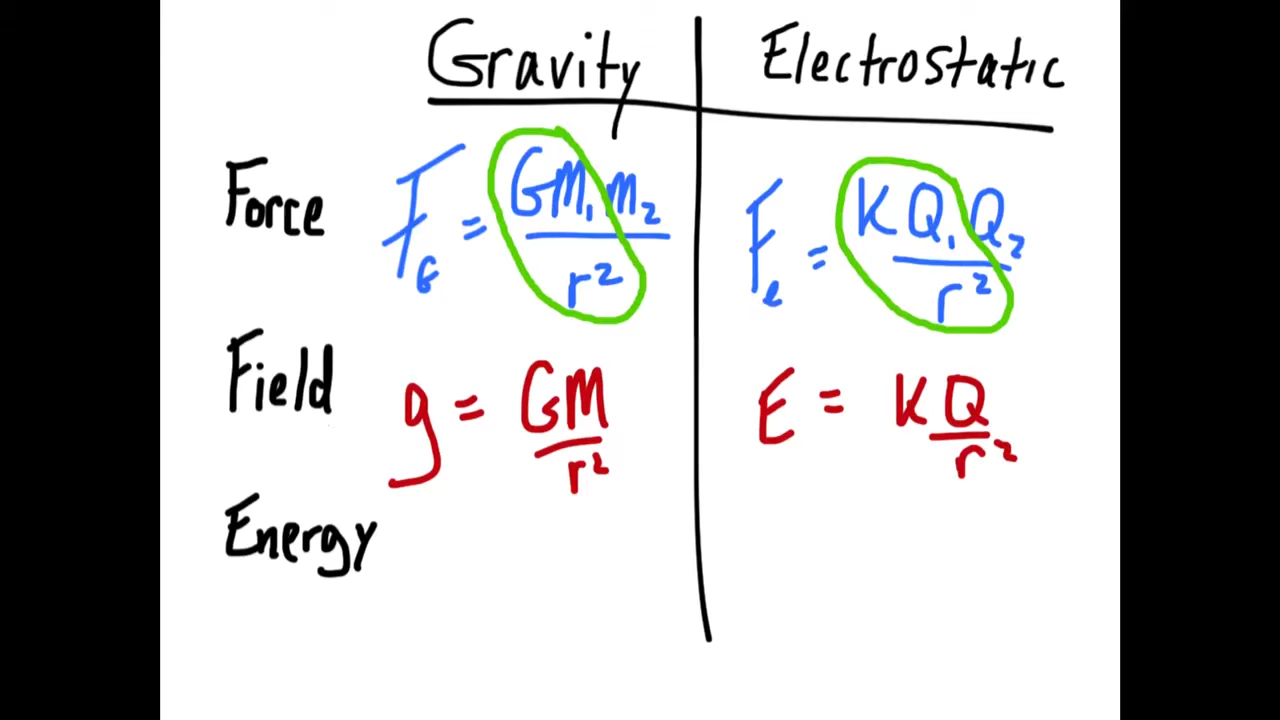 Gravity Electrostatic
Force F_G = GM₁M₂/r² F_e = KQ₁Q₂/r²
Field g = GM/r² E = KQ/r²
Energy